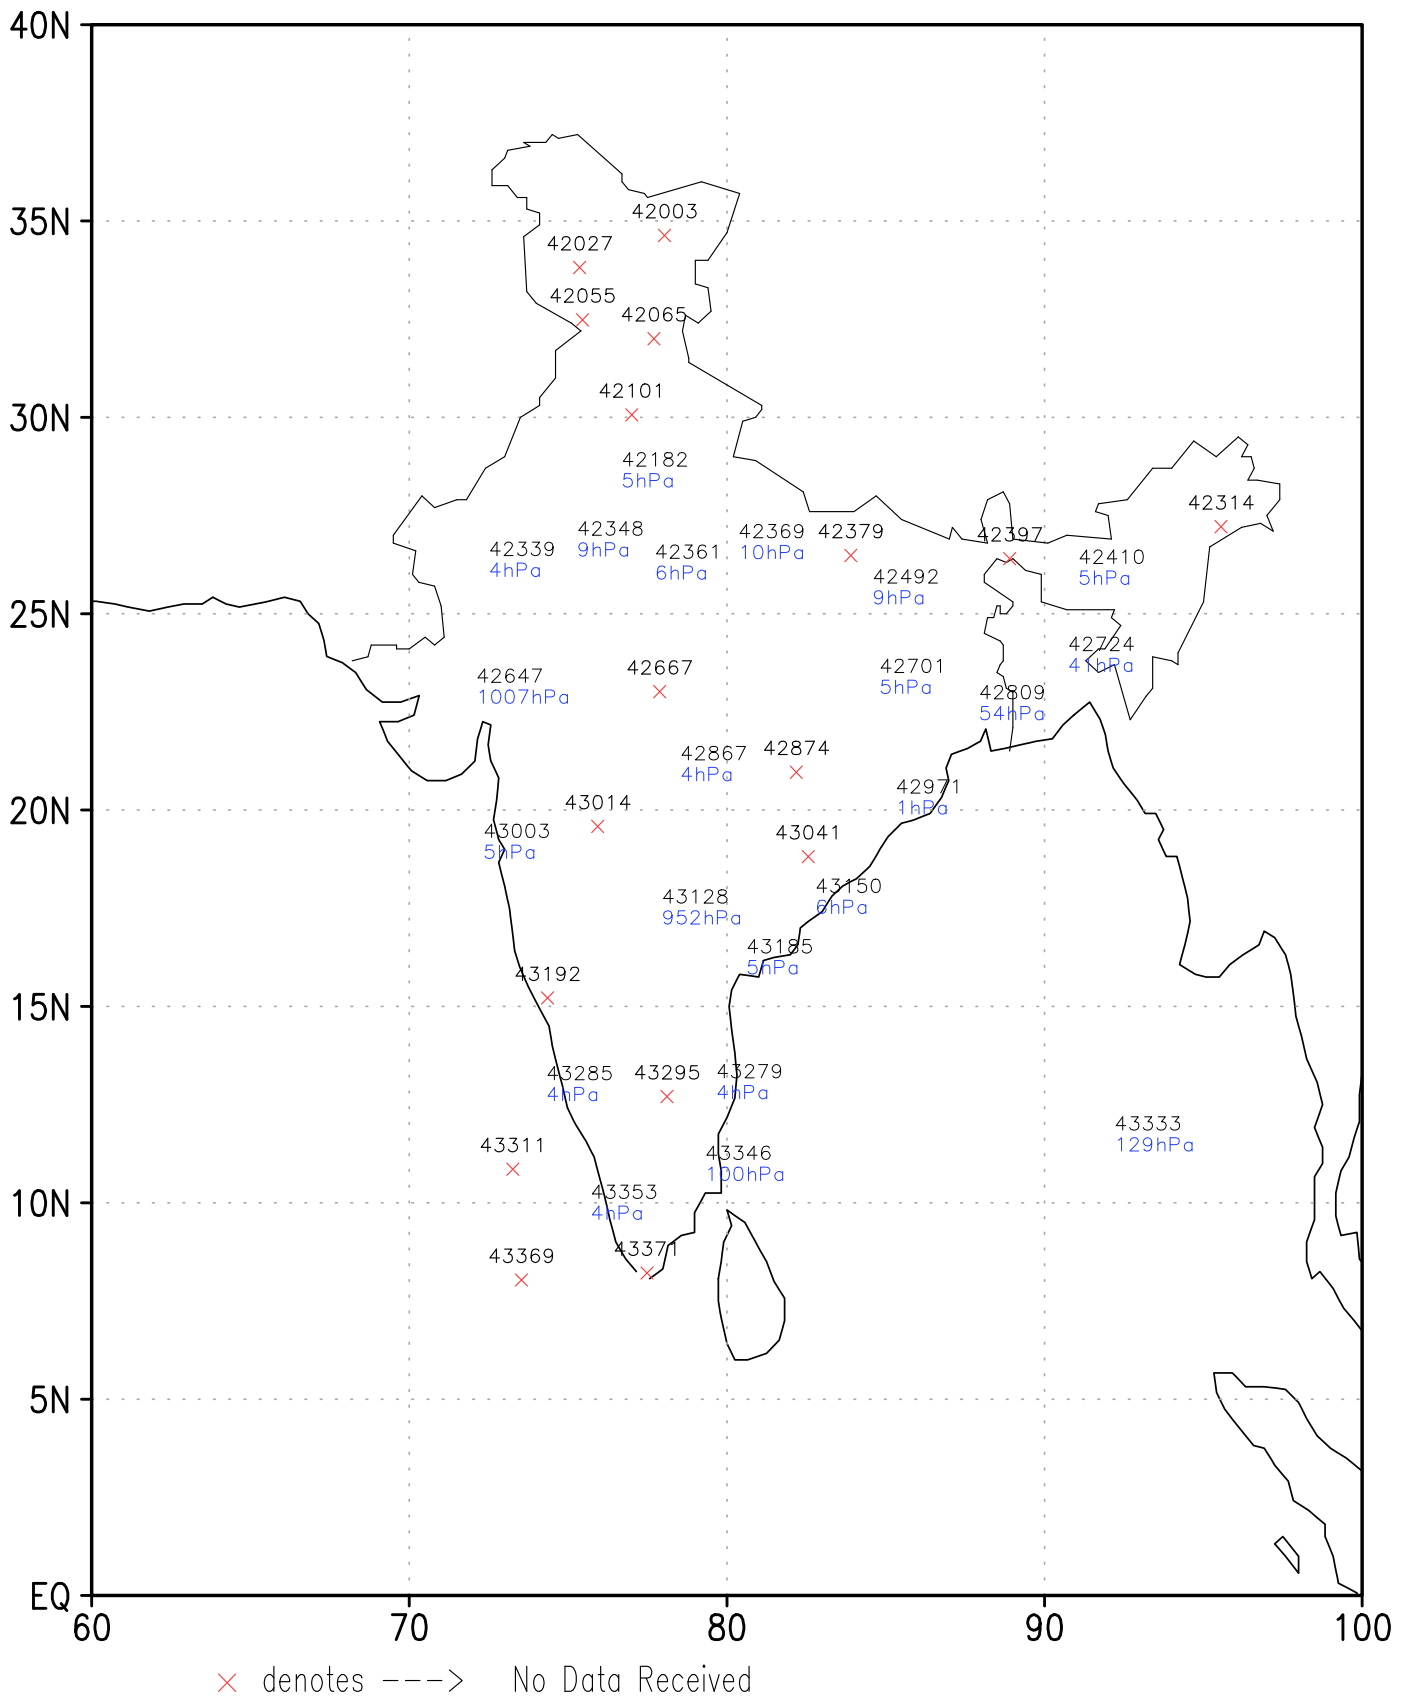 40N
35N
42003
42027
42055
42065
42101
30N
42182
5hPa
42314
42348
9hPa
42369
10hPa
42379
42397
42339
4hPa
42361
6hPa
42410
5hPa
42492
9hPa
25N
42724
41hPa
42647
1007hPa
42667
42701
5hPa
42809
54hPa
42867
4hPa
42874
42971
1hPa
20N
43014
43003
5hPa
43041
43128
952hPa
43150
6hPa
43185
5hPa
43192
15N
43285
4hPa
43295
43279
4hPa
43333
129hPa
43311
43346
100hPa
10N
43353
4hPa
43369
43371
5N
EQ
60 70 80 90 100
× denotes ---> No Data Received